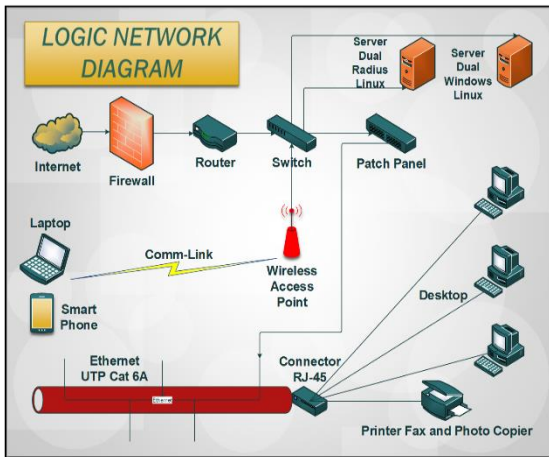 LOGIC NETWORK
DIAGRAM
Server
Dual
Radius
Linux
Server
Dual
Windows
Linux
Internet
Firewall
Router
Switch
Patch Panel
Laptop
Comm-Link
Wireless
Access
Point
Smart
Phone
Desktop
Ethernet
UTP Cat 6A
Connector
RJ-45
Ethernet
Printer Fax and Photo Copier